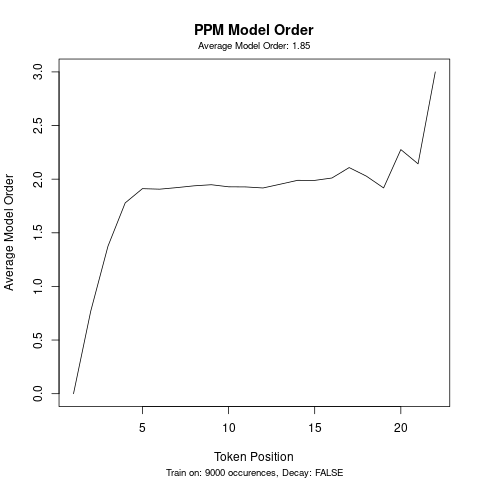 PPM Model Order
Average Model Order: 1.85
Average Model Order
3.0
2.5
2.0
1.5
1.0
0.5
0.0
5 10 15 20
Token Position
Train on: 9000 occurences, Decay: FALSE